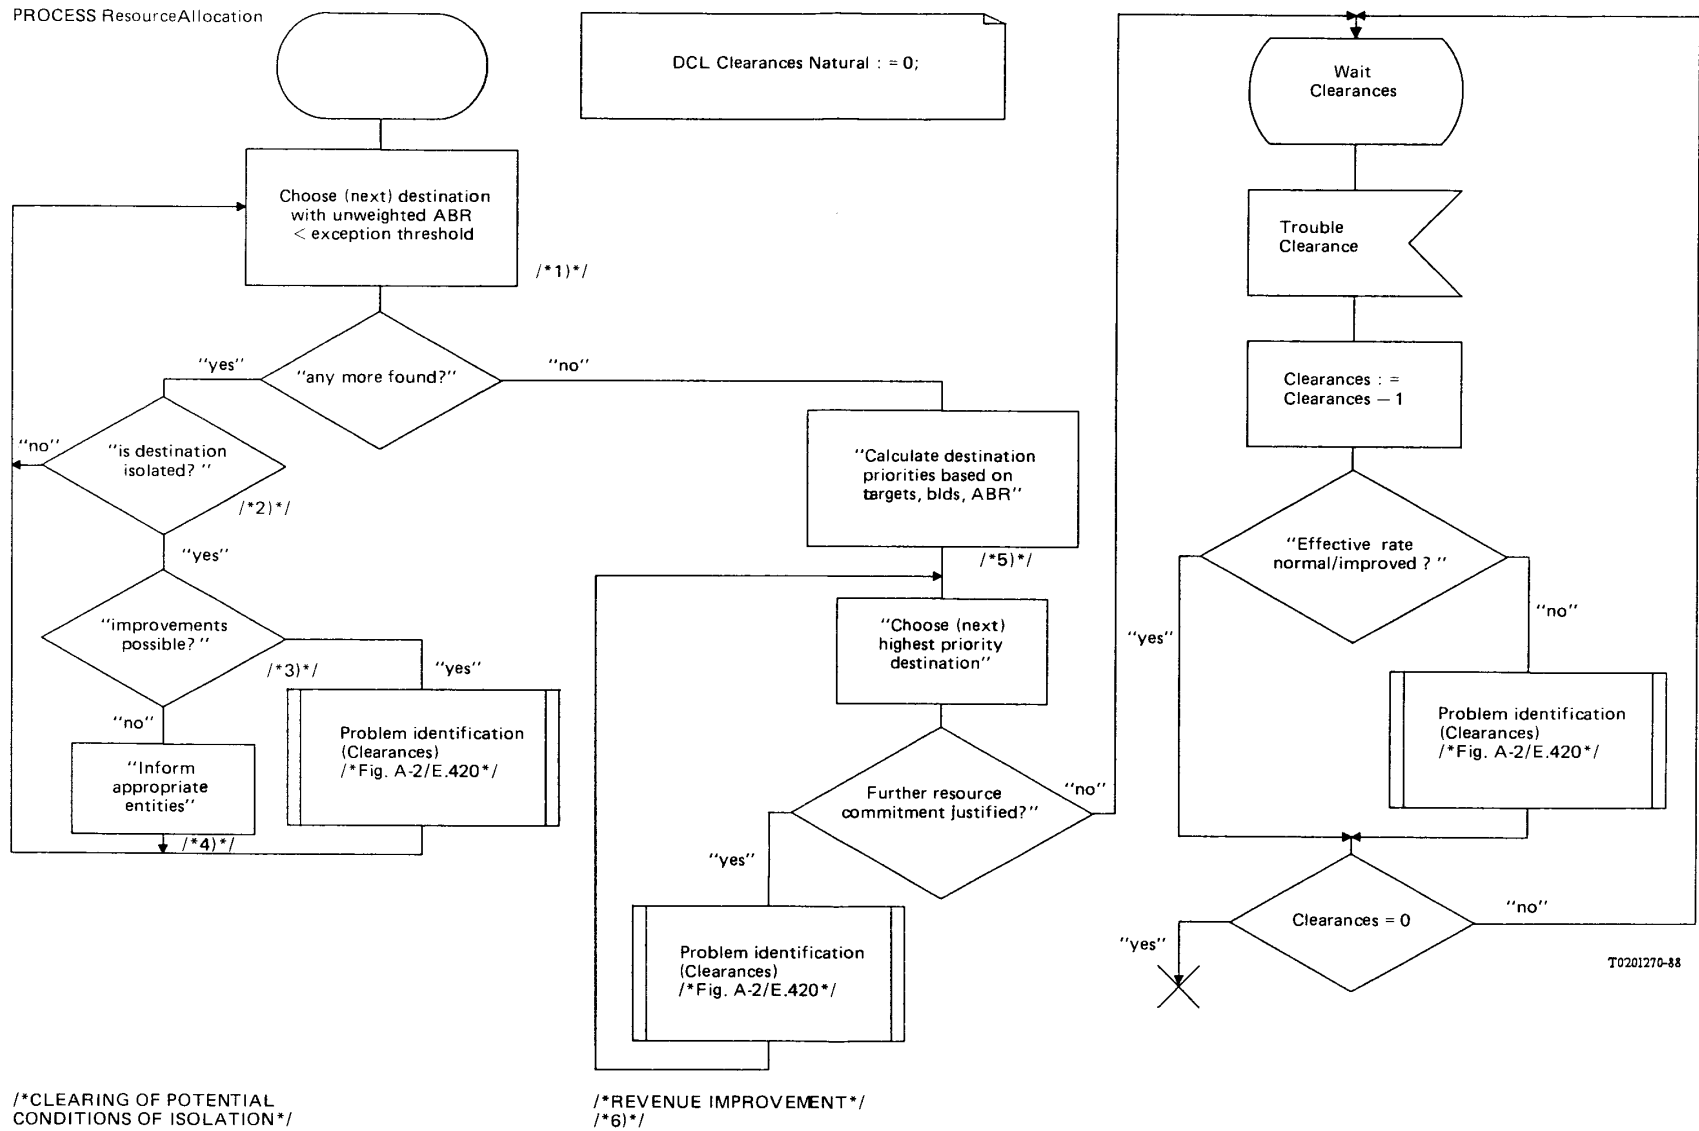 PROCESS ResourceAllocation
DCL Clearances Natural : = 0;
Choose (next) destination
with unweighted ABR
< exception threshold
/*1)*/
"any more found?"
"yes"
"no"
"is destination
isolated? "
"no"
/*2)*/
"yes"
"improvements
possible? "
/*3)*/
"yes"
"no"
"Inform
appropriate
entities"
/*4)*/
Problem identification
(Clearances)
/*Fig. A-2/E.420*/
/*CLEARING OF POTENTIAL
CONDITIONS OF ISOLATION*/
"Calculate destination
priorities based on
targets, blds, ABR"
/*5)*/
"Choose (next)
highest priority
destination"
Further resource
commitment justified?"
"no"
"yes"
Problem identification
(Clearances)
/*Fig. A-2/E.420*/
/*REVENUE IMPROVEMENT*/
/*6)*/
Wait
Clearances
Trouble
Clearance
Clearances : =
Clearances – 1
"Effective rate
normal/improved ? "
"yes"
"no"
Problem identification
(Clearances)
/*Fig. A-2/E.420*/
Clearances = 0
"no"
"yes"
T0201270-88